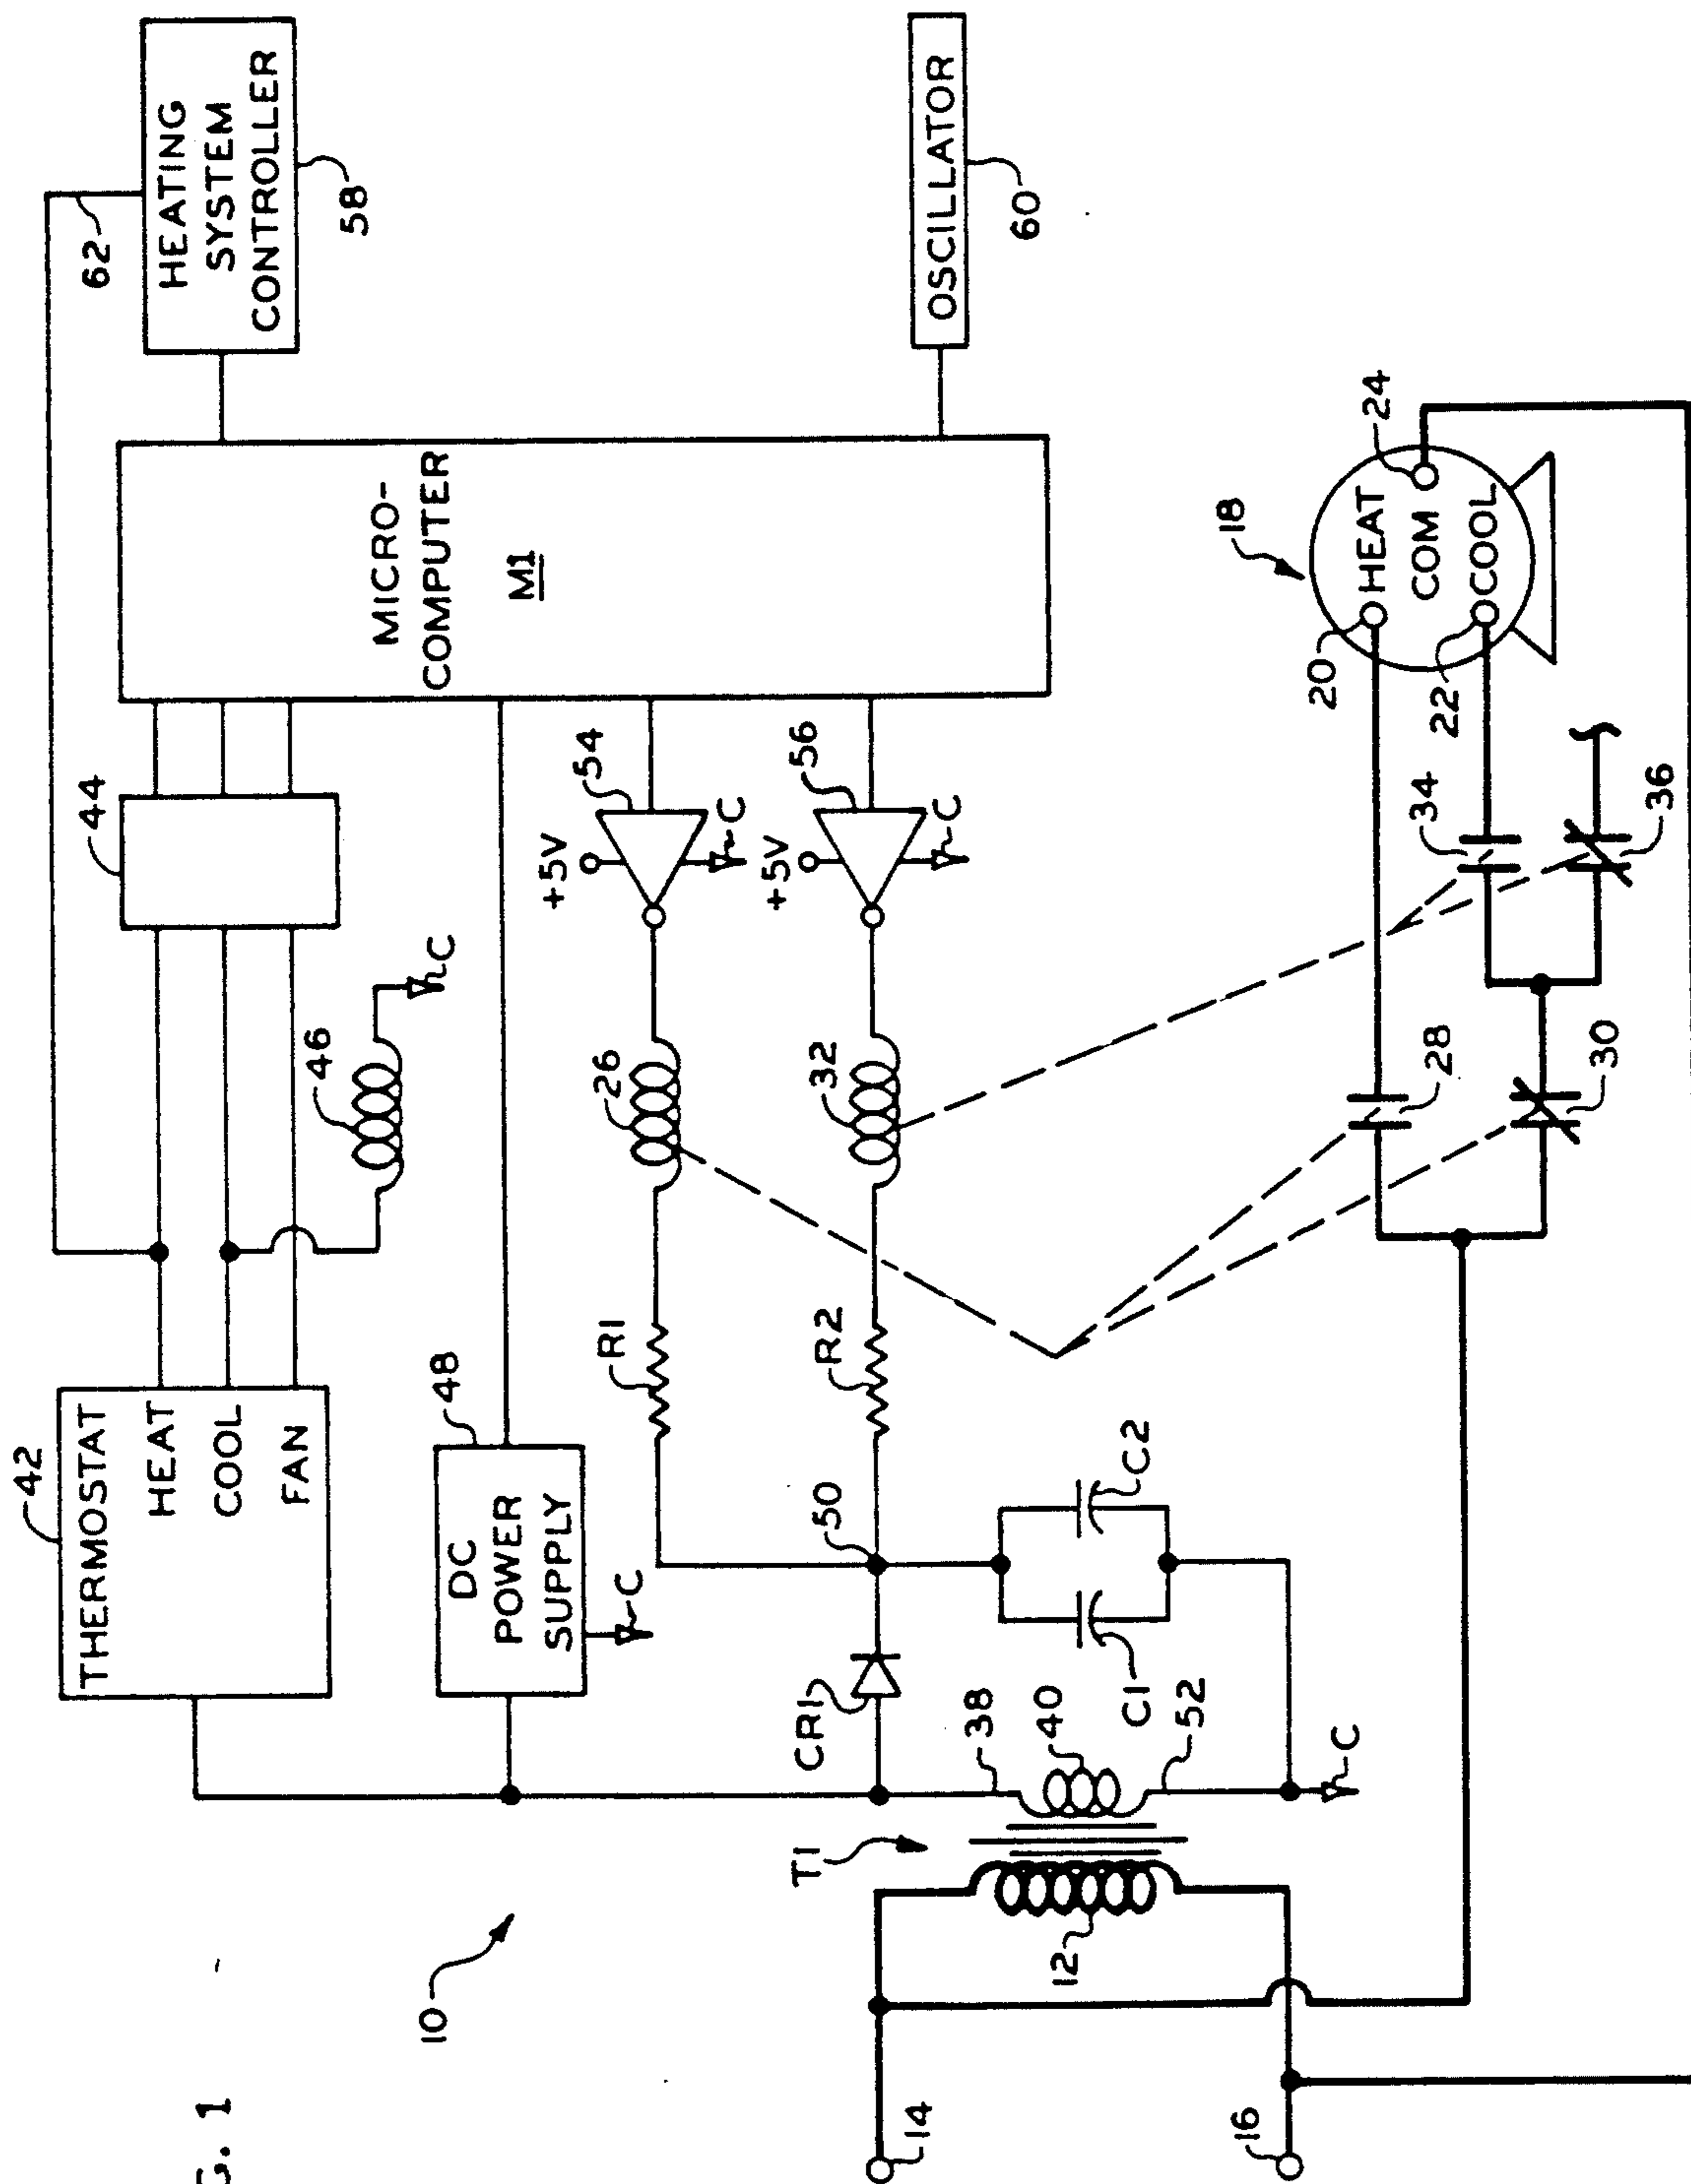 G. 1
10
42
THERMOSTAT
HEAT
COOL
FAN
44
46
C
62
HEATING
SYSTEM
CONTROLLER
58
48
DC
POWER
SUPPLY
C
MICRO-
COMPUTER
M1
R1
26
+5V
54
C
50
R2
32
+5V
56
C
OSCILLATOR
60
CR1
38
40
52
C1
C2
C
T1
12
14
16
18
20
HEAT
COM
24
COOL
22
28
30
34
36